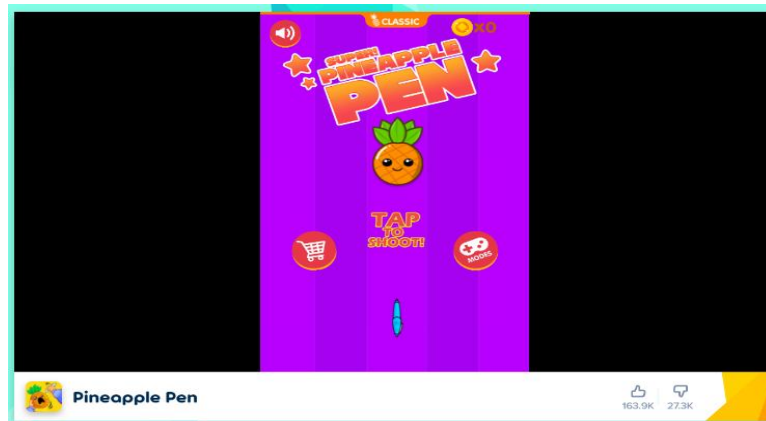 CLASSIC
x0
SUPER!
PINEAPPLE
PEN
TAP
TO
SHOOT!
MODES
Pineapple Pen
163.9K 27.3K